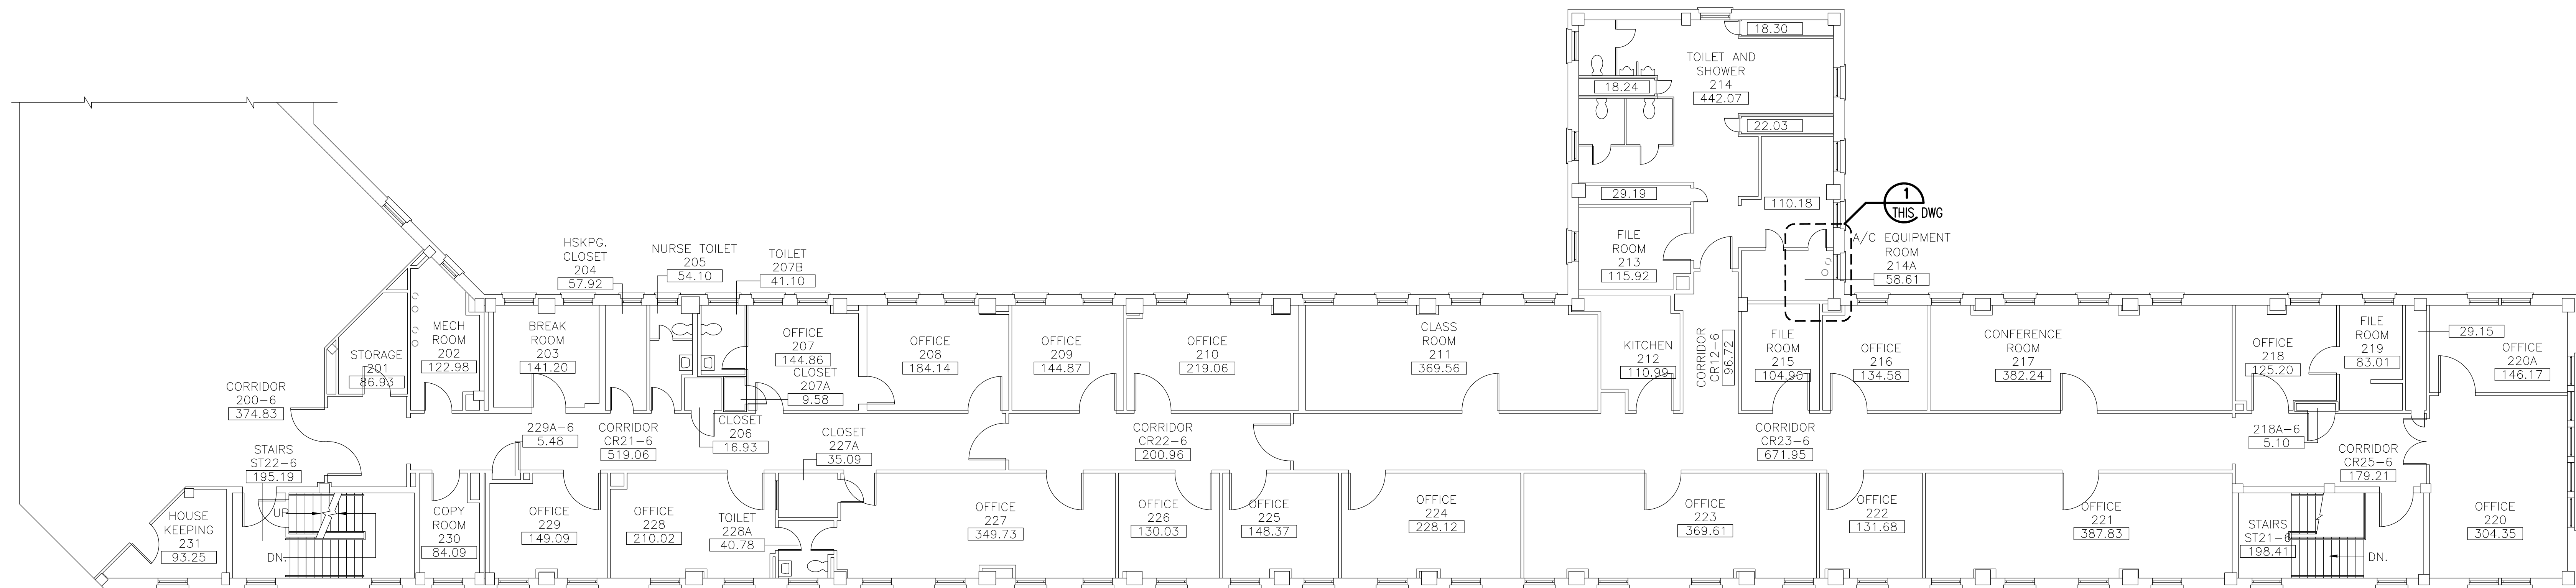 18.30
TOILET AND
SHOWER
214
442.07
18.24
22.03
29.19
110.18
1
THIS DWG
FILE
ROOM
213
115.92
A/C EQUIPMENT
ROOM
214A
58.61
HSKPG.
CLOSET
204
57.92
NURSE TOILET
205
54.10
TOILET
207B
41.10
STORAGE
201
86.93
MECH
ROOM
202
122.98
BREAK
ROOM
203
141.20
OFFICE
207
144.86
CLOSET
207A
9.58
OFFICE
208
184.14
OFFICE
209
144.87
OFFICE
210
219.06
CLASS
ROOM
211
369.56
KITCHEN
212
110.99
CORRIDOR
CR12-6
96.72
FILE
ROOM
215
104.90
OFFICE
216
134.58
CONFERENCE
ROOM
217
382.24
OFFICE
218
125.20
FILE
ROOM
219
83.01
29.15
OFFICE
220A
146.17
CORRIDOR
200-6
374.83
STAIRS
ST22-6
195.19
229A-6
5.48
CORRIDOR
CR21-6
519.06
CLOSET
206
16.93
CLOSET
227A
35.09
CORRIDOR
CR22-6
200.96
CORRIDOR
CR23-6
671.95
218A-6
5.10
CORRIDOR
CR25-6
179.21
HOUSE
KEEPING
231
93.25
UP
DN.
COPY
ROOM
230
84.09
OFFICE
229
149.09
OFFICE
228
210.02
TOILET
228A
40.78
OFFICE
227
349.73
OFFICE
226
130.03
OFFICE
225
148.37
OFFICE
224
228.12
OFFICE
223
369.61
OFFICE
222
131.68
OFFICE
221
387.83
STAIRS
ST21-6
198.41
DN.
OFFICE
220
304.35